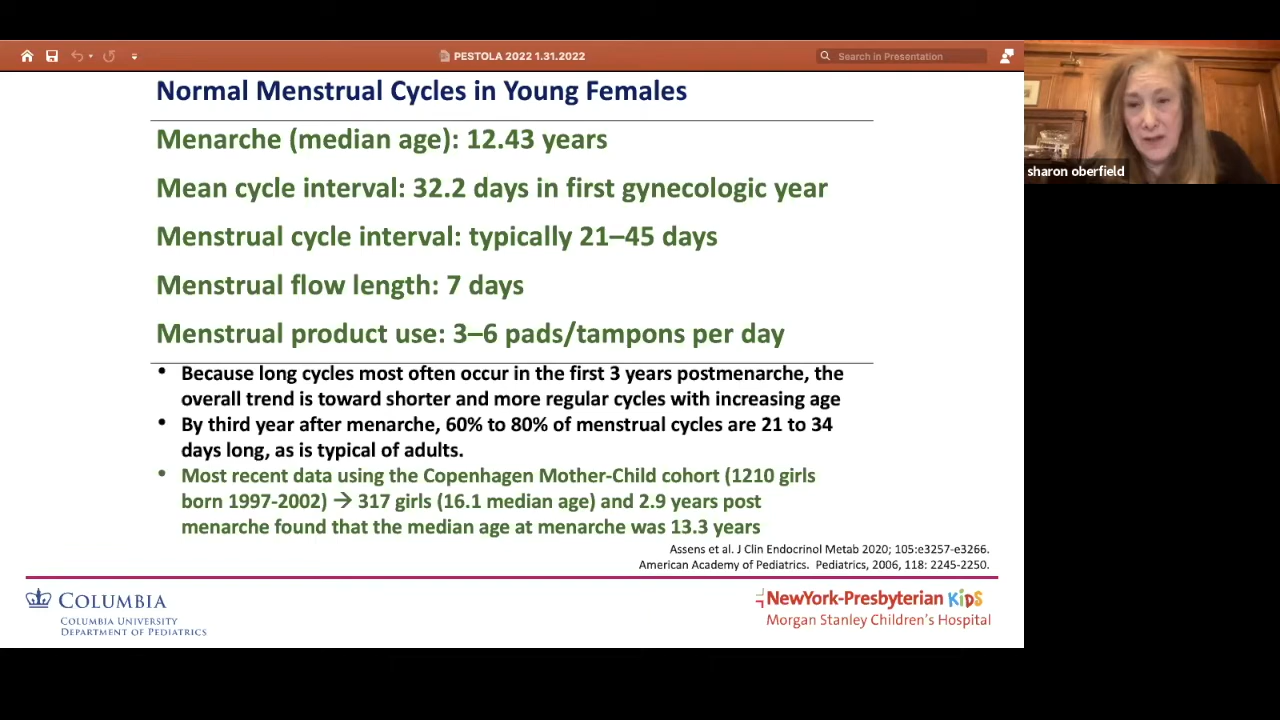 PESTOLA 2022 1.31.2022
Search in Presentation
Normal Menstrual Cycles in Young Females
Menarche (median age): 12.43 years
Mean cycle interval: 32.2 days in first gynecologic year
Menstrual cycle interval: typically 21–45 days
Menstrual flow length: 7 days
Menstrual product use: 3–6 pads/tampons per day
• Because long cycles most often occur in the first 3 years postmenarche, the
overall trend is toward shorter and more regular cycles with increasing age
• By third year after menarche, 60% to 80% of menstrual cycles are 21 to 34
days long, as is typical of adults.
• Most recent data using the Copenhagen Mother-Child cohort (1210 girls
born 1997-2002) → 317 girls (16.1 median age) and 2.9 years post
menarche found that the median age at menarche was 13.3 years
Assens et al. J Clin Endocrinol Metab 2020; 105:e3257-e3266.
American Academy of Pediatrics. Pediatrics, 2006, 118: 2245-2250.
COLUMBIA
COLUMBIA UNIVERSITY
DEPARTMENT OF PEDIATRICS
NewYork-Presbyterian KiDS
Morgan Stanley Children's Hospital
sharon oberfield